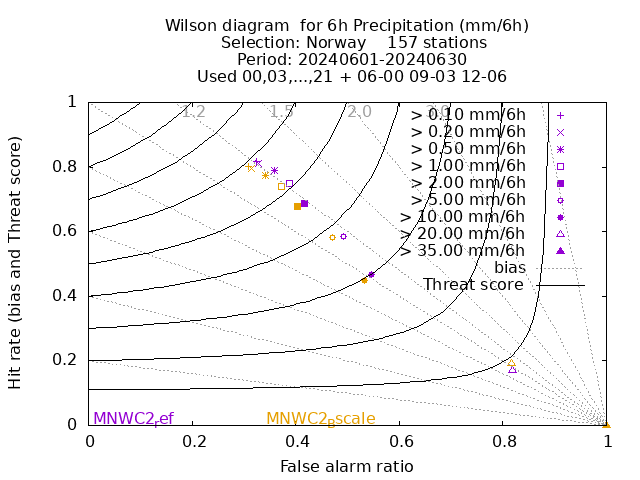 Wilson diagram  for 6h Precipitation (mm/6h)
Selection: Norway    157 stations
Period: 20240601-20240630
Used 00,03,...,21 + 06-00 09-03 12-06
Hit rate (bias and Threat score)
1
0.8
0.6
0.4
0.2
0
1.2
1.5
2.0
3.0
> 0.10 mm/6h
> 0.20 mm/6h
> 0.50 mm/6h
> 1.00 mm/6h
> 2.00 mm/6h
> 5.00 mm/6h
> 10.00 mm/6h
> 20.00 mm/6h
> 35.00 mm/6h
bias
Threat score
MNWC2ref
MNWC2Bscale
0
0.2
0.4
0.6
0.8
1
False alarm ratio